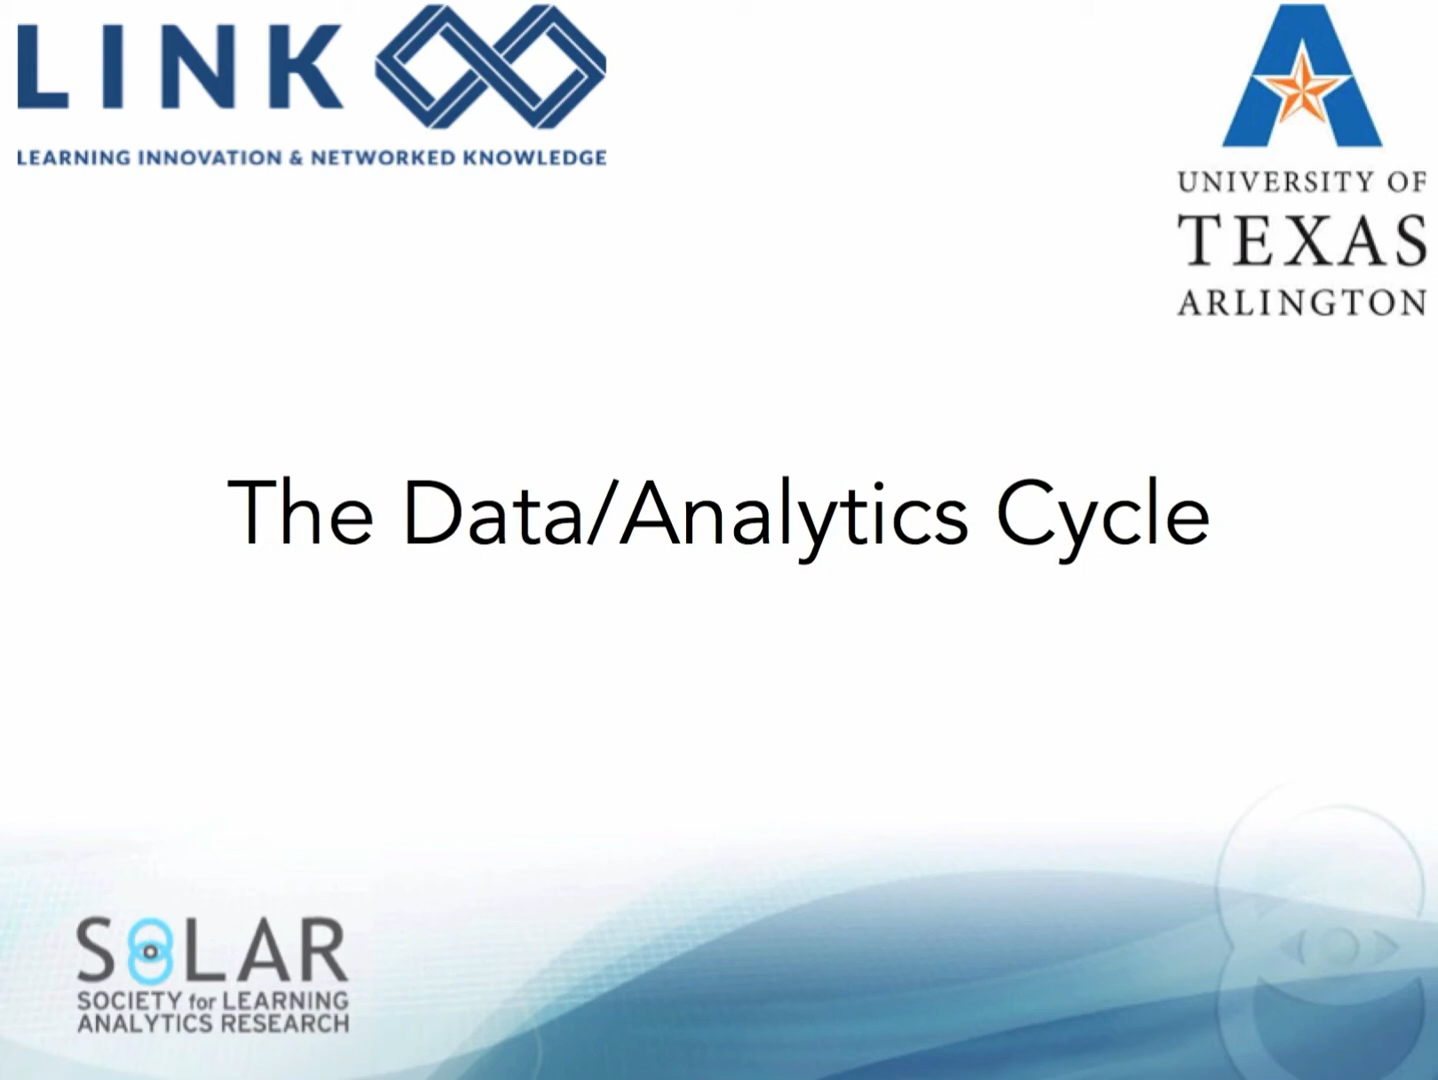 LINK
LEARNING INNOVATION & NETWORKED KNOWLEDGE
UNIVERSITY OF
TEXAS
ARLINGTON
The Data/Analytics Cycle
SOLAR
SOCIETY for LEARNING
ANALYTICS RESEARCH